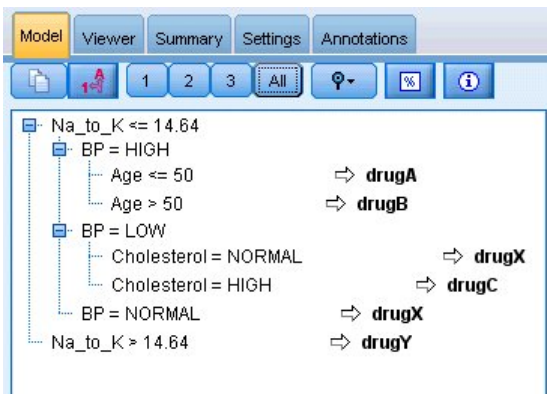 Model Viewer Summary Settings Annotations
1 2 3 All %
Na_to_K <= 14.64
BP = HIGH
Age <= 50 ⇨ drugA
Age > 50 ⇨ drugB
BP = LOW
Cholesterol = NORMAL ⇨ drugX
Cholesterol = HIGH ⇨ drugC
BP = NORMAL ⇨ drugX
Na_to_K > 14.64 ⇨ drugY